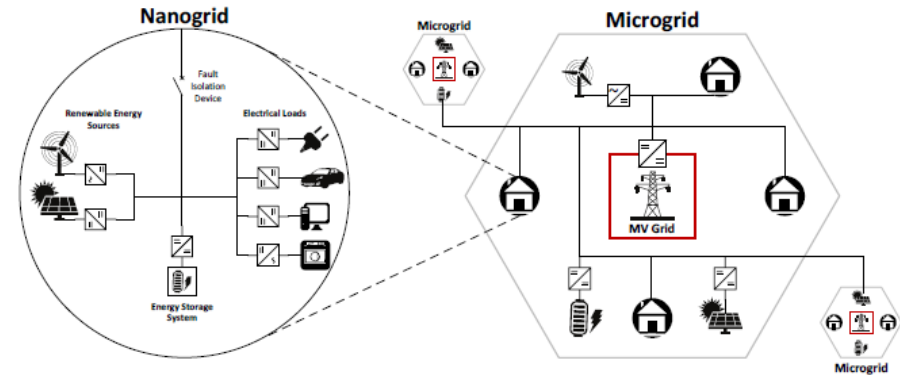 Nanogrid
Fault
Isolation
Device
Renewable Energy
Sources
Electrical Loads
Energy Storage
System
Microgrid
Microgrid
MV Grid
Microgrid